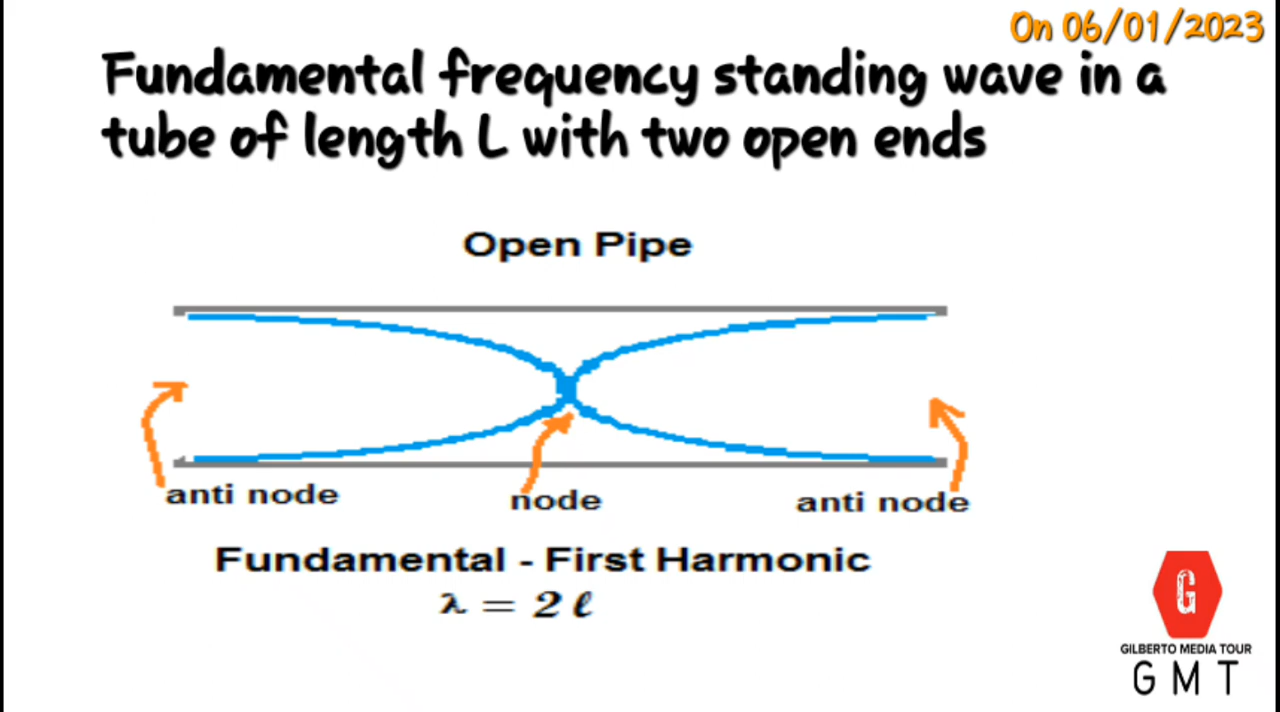 On 06/01/2023
Fundamental frequency standing wave in a
tube of length L with two open ends
Open Pipe
anti node
node
anti node
Fundamental - First Harmonic
λ = 2 ℓ
G
GILBERTO MEDIA TOUR
G M T